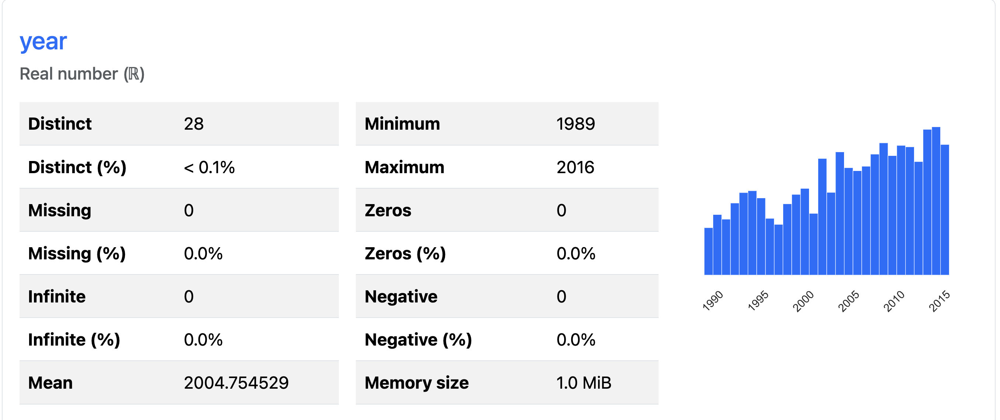 year
Real number (ℝ)
Distinct 28
Distinct (%) < 0.1%
Missing 0
Missing (%) 0.0%
Infinite 0
Infinite (%) 0.0%
Mean 2004.754529
Minimum 1989
Maximum 2016
Zeros 0
Zeros (%) 0.0%
Negative 0
Negative (%) 0.0%
Memory size 1.0 MiB
1990 1995 2000 2005 2010 2015